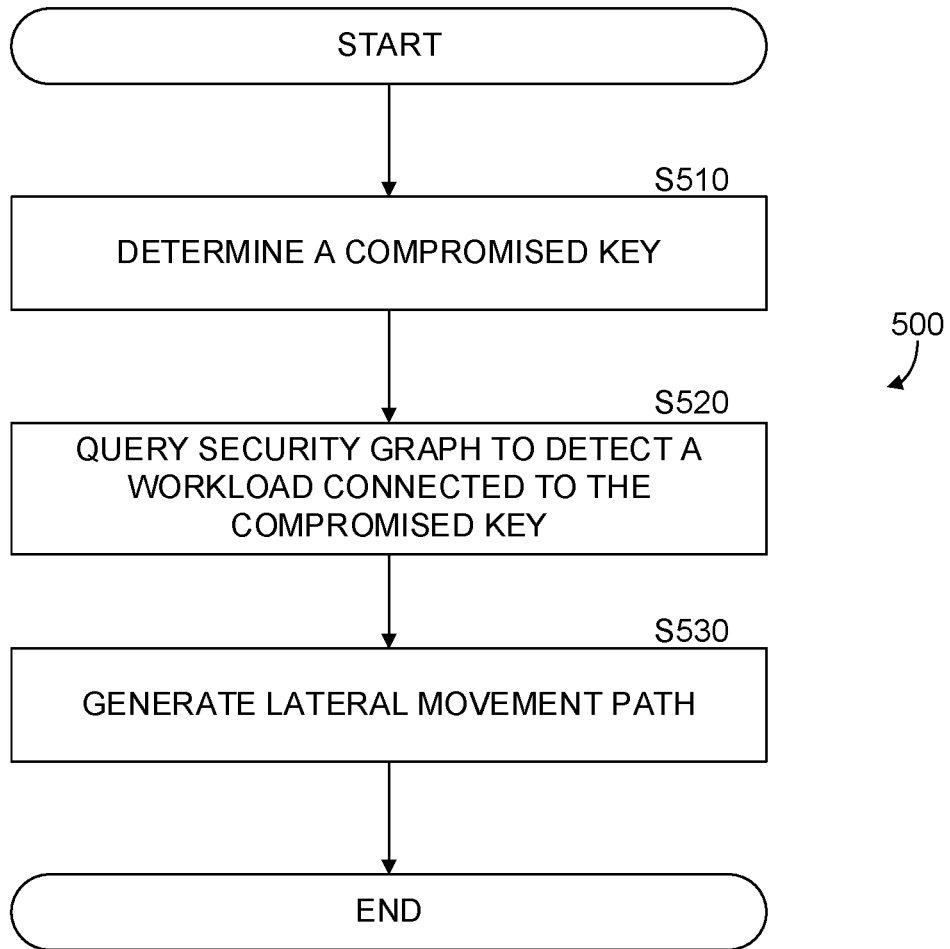 START
S510
DETERMINE A COMPROMISED KEY
500
S520
QUERY SECURITY GRAPH TO DETECT A
WORKLOAD CONNECTED TO THE
COMPROMISED KEY
S530
GENERATE LATERAL MOVEMENT PATH
END